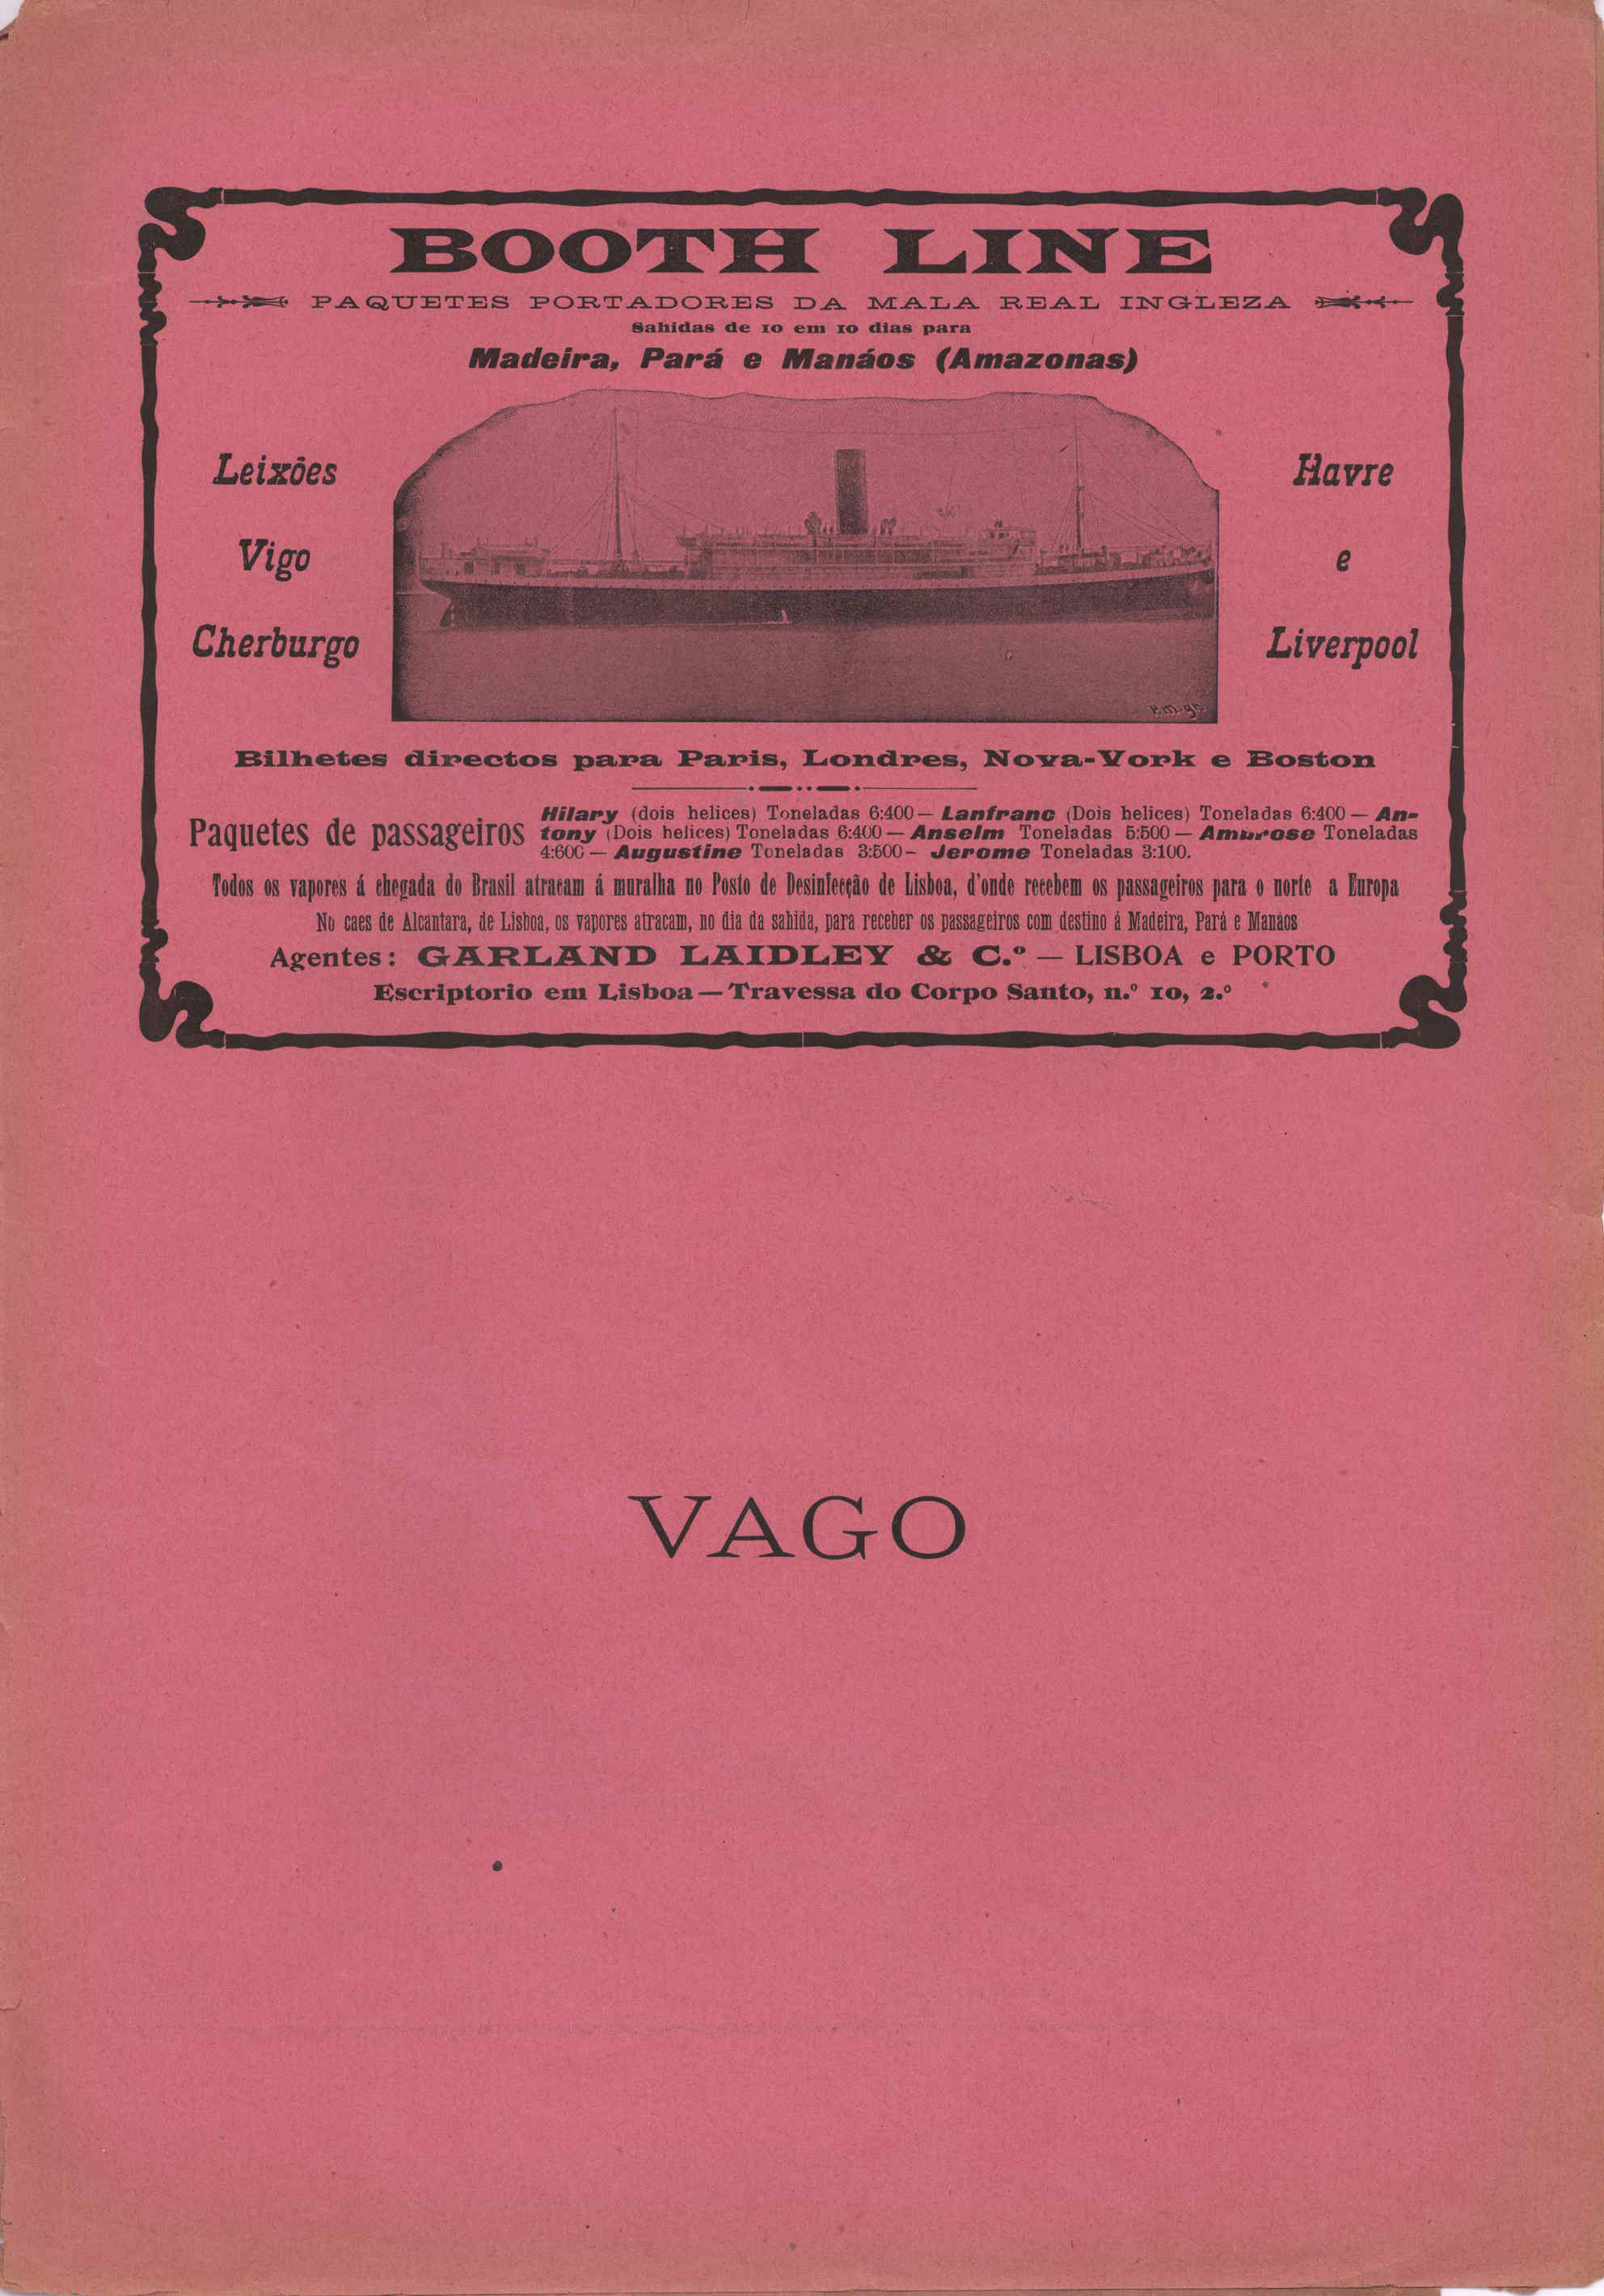 BOOTH LINE
PAQUETES PORTADORES DA MALA REAL INGLEZA
Sahidas de 10 em 10 dias para
Madeira, Pará e Manáos (Amazonas)
Leixões
Vigo
Cherburgo
Havre
e
Liverpool
Bilhetes directos para Paris, Londres, Nova-York e Boston
Paquetes de passageiros
Hilary (dois helices) Toneladas 6:400 — Lanfranc (Dois helices) Toneladas 6:400 — An-
tony (Dois helices) Toneladas 6:400 — Anselm Toneladas 5:500 — Ambrose Toneladas
4:600 — Augustine Toneladas 3:500 - Jerome Toneladas 3:100.
Todos os vapores á chegada do Brasil atracam á muralha no Posto de Desinfecção de Lisboa, d'onde recebem os passageiros para o norte a Europa
No caes de Alcantara, de Lisboa, os vapores atracam, no dia da sahida, para receber os passageiros com destino á Madeira, Pará e Manáos
Agentes: GARLAND LAIDLEY & C.º — LISBOA e PORTO
Escriptorio em Lisboa — Travessa do Corpo Santo, n.º 10, 2.º
VAGO